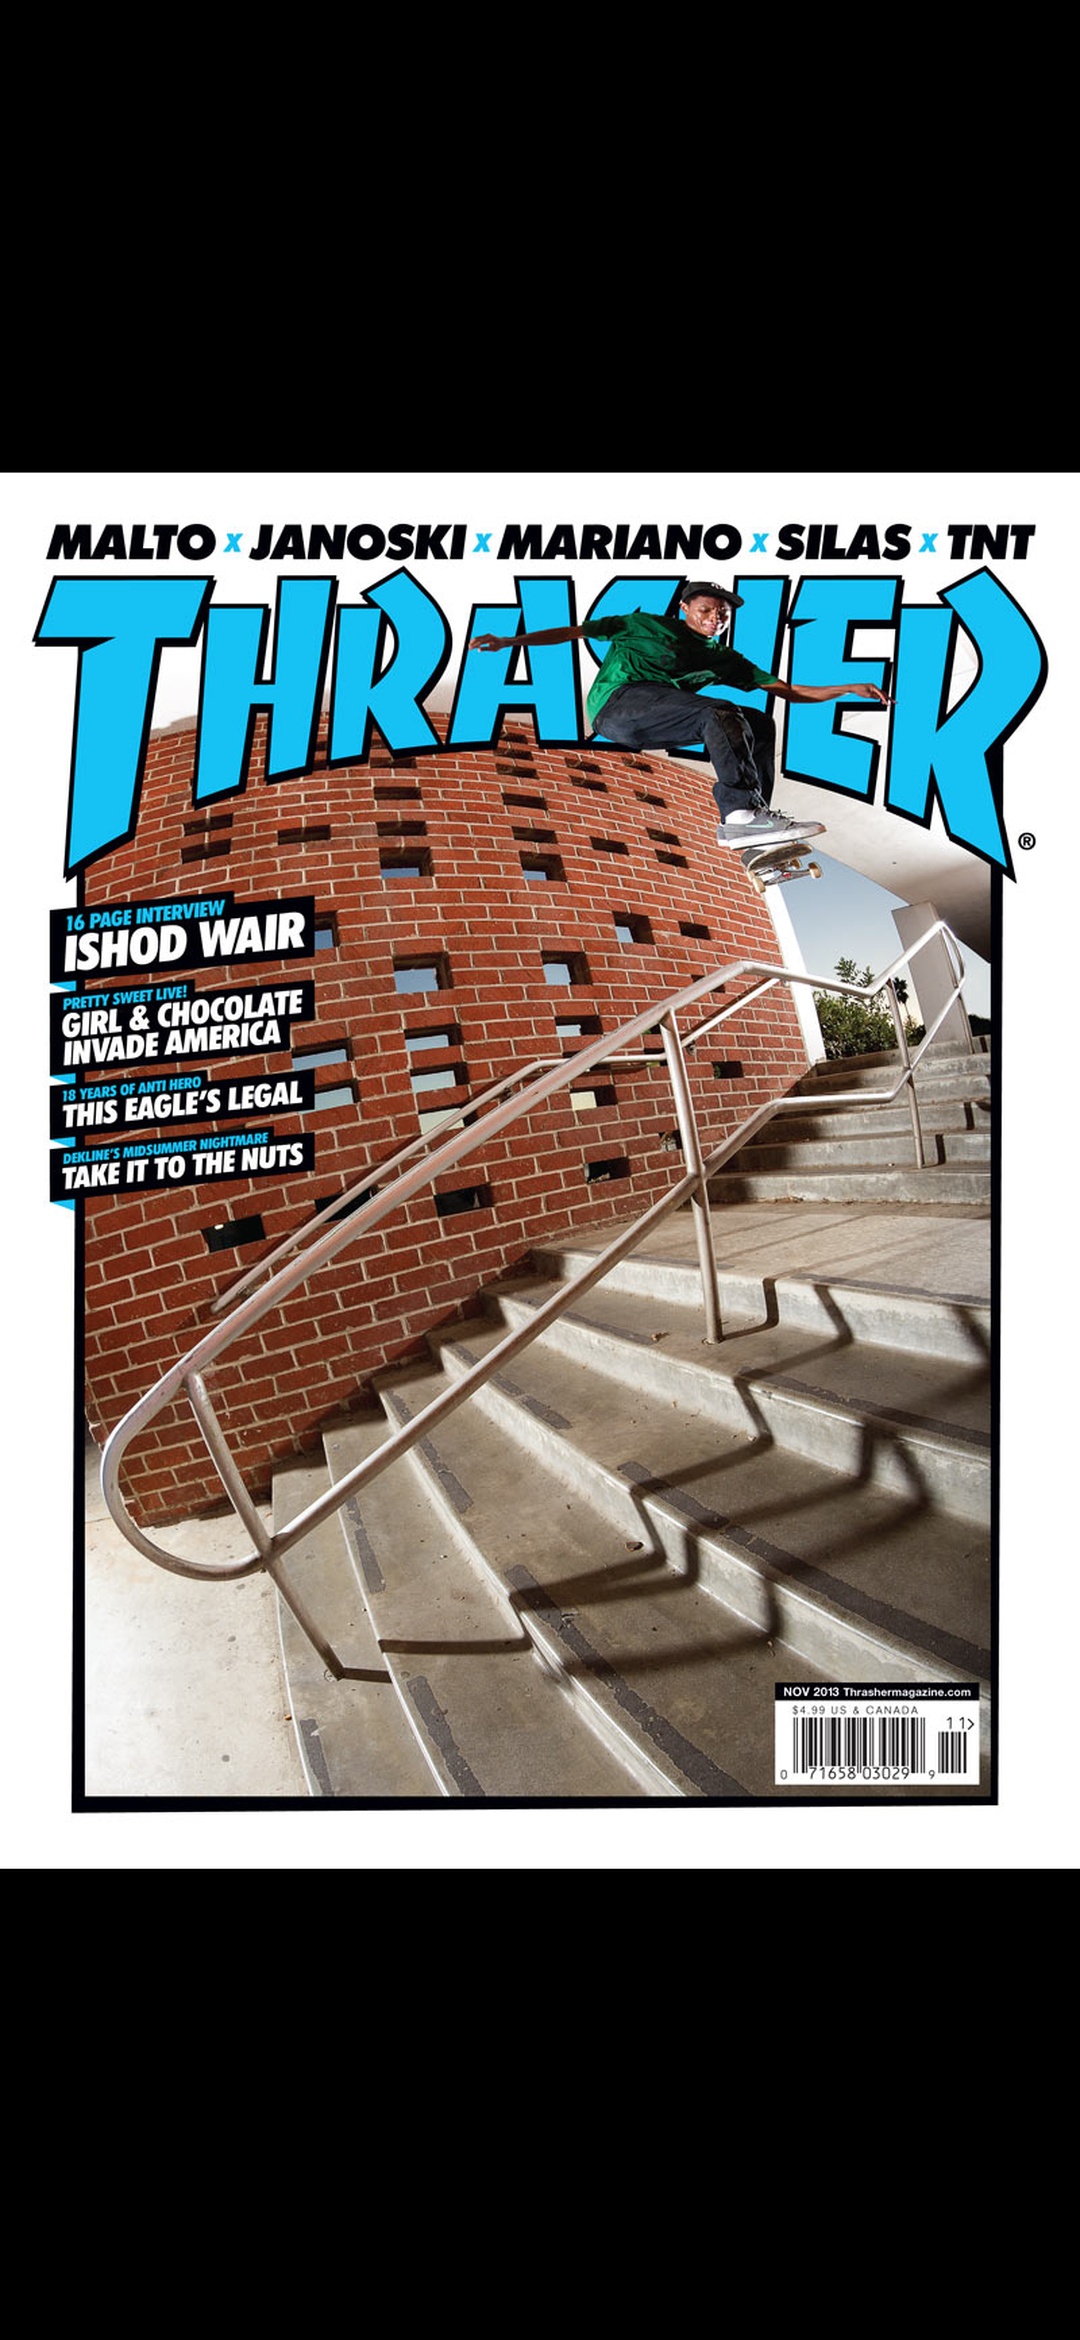 MALTO x JANOSKI x MARIANO x SILAS x TNT
THRASHER
®
16 PAGE INTERVIEW
ISHOD WAIR
PRETTY SWEET LIVE!
GIRL & CHOCOLATE
INVADE AMERICA
18 YEARS OF ANTI HERO
THIS EAGLE'S LEGAL
DEKLINE'S MIDSUMMER NIGHTMARE
TAKE IT TO THE NUTS
NOV 2013 Thrashermagazine.com
$4.99 US & CANADA
11>
0 71658 03029 9